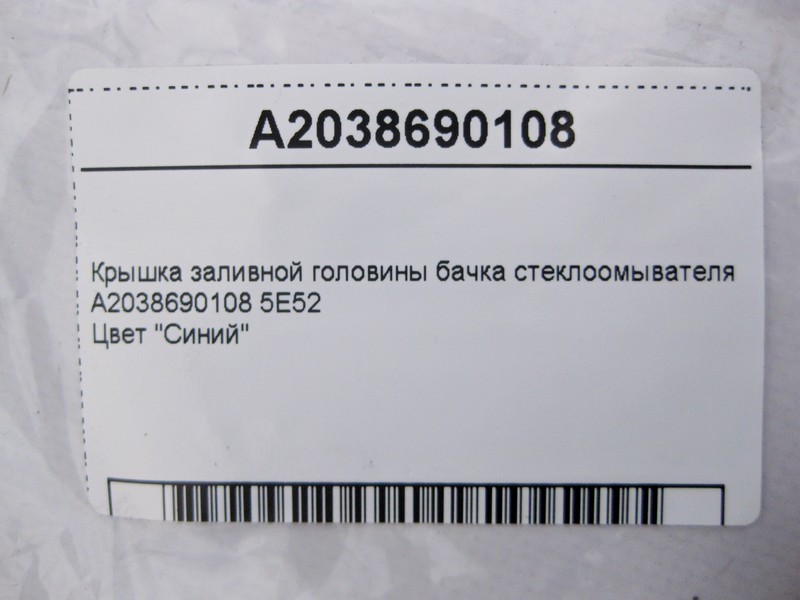 A2038690108
Крышка заливной головины бачка стеклоомывателя
A2038690108 5E52
Цвет "Синий"